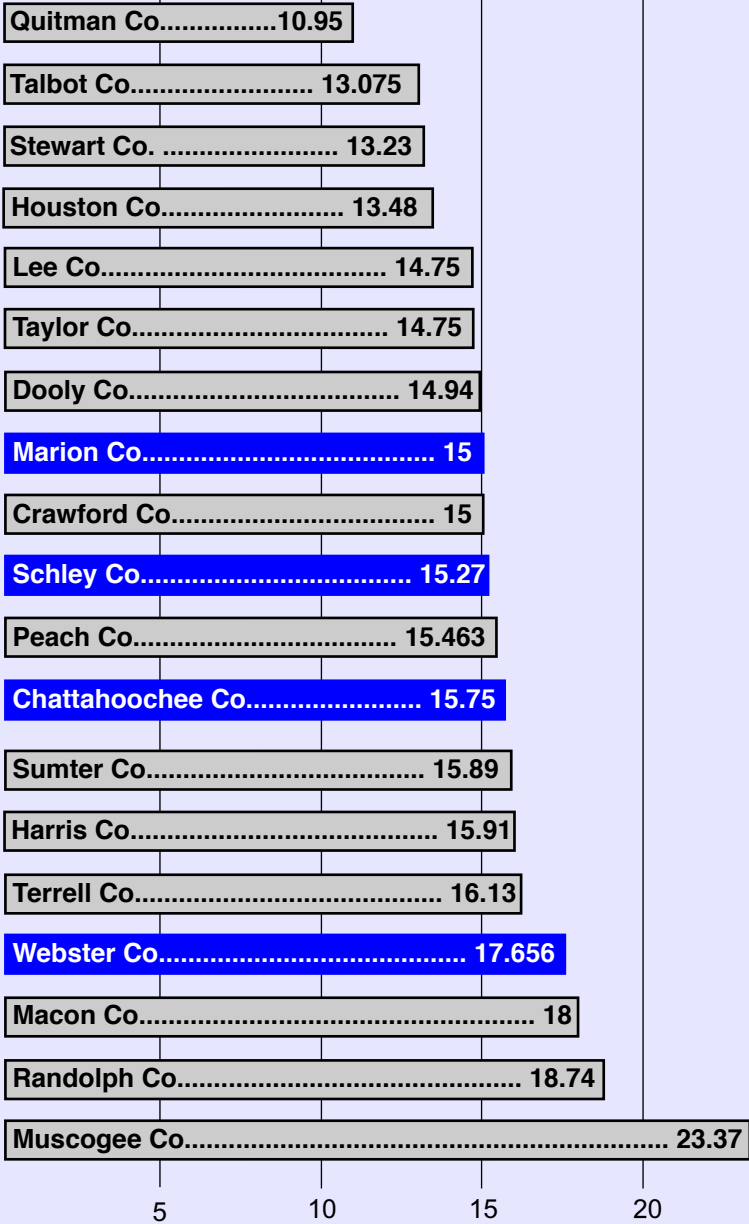 Quitman Co................10.95
Talbot Co......................... 13.075
Stewart Co. ........................ 13.23
Houston Co......................... 13.48
Lee Co....................................... 14.75
Taylor Co................................... 14.75
Dooly Co..................................... 14.94
Marion Co........................................ 15
Crawford Co.................................... 15
Schley Co..................................... 15.27
Peach Co.................................... 15.463
Chattahoochee Co........................ 15.75
Sumter Co...................................... 15.89
Harris Co.......................................... 15.91
Terrell Co.......................................... 16.13
Webster Co.......................................... 17.656
Macon Co...................................................... 18
Randolph Co............................................... 18.74
Muscogee Co................................................................. 23.37
5 10 15 20